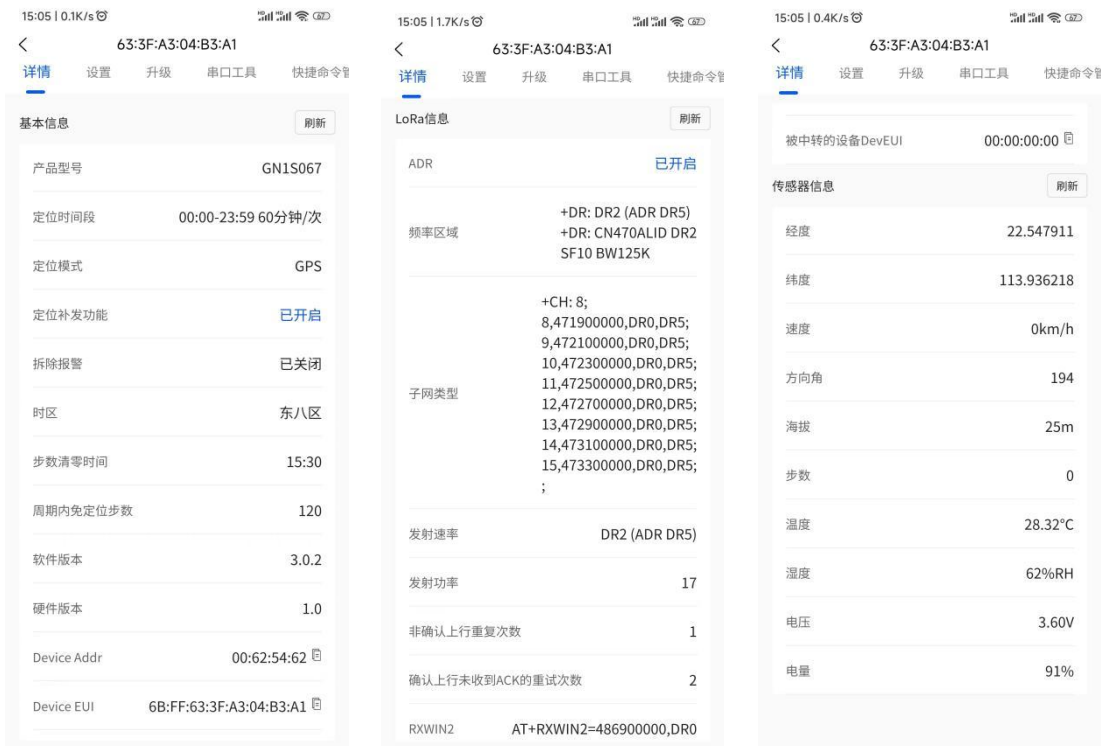 15:05 | 0.1K/s
HD HD 67
63:3F:A3:04:B3:A1
详情 设置 升级 串口工具 快捷命令管
基本信息 刷新
产品型号 GN1S067
定位时间段 00:00-23:59 60分钟/次
定位模式 GPS
定位补发功能 已开启
拆除报警 已关闭
时区 东八区
步数清零时间 15:30
周期内免定位步数 120
软件版本 3.0.2
硬件版本 1.0
Device Addr 00:62:54:62
Device EUI 6B:FF:63:3F:A3:04:B3:A1
15:05 | 1.7K/s
HD HD 67
63:3F:A3:04:B3:A1
详情 设置 升级 串口工具 快捷命令管
LoRa信息 刷新
ADR 已开启
频率区域
+DR: DR2 (ADR DR5)
+DR: CN470ALID DR2
SF10 BW125K
子网类型
+CH: 8;
8,471900000,DR0,DR5;
9,472100000,DR0,DR5;
10,472300000,DR0,DR5;
11,472500000,DR0,DR5;
12,472700000,DR0,DR5;
13,472900000,DR0,DR5;
14,473100000,DR0,DR5;
15,473300000,DR0,DR5;
;
发射速率 DR2 (ADR DR5)
发射功率 17
非确认上行重复次数 1
确认上行未收到ACK的重试次数 2
RXWIN2 AT+RXWIN2=486900000,DR0
15:05 | 0.4K/s
HD HD 67
63:3F:A3:04:B3:A1
详情 设置 升级 串口工具 快捷命令管
被中转的设备DevEUI 00:00:00:00
传感器信息 刷新
经度 22.547911
纬度 113.936218
速度 0km/h
方向角 194
海拔 25m
步数 0
温度 28.32°C
湿度 62%RH
电压 3.60V
电量 91%